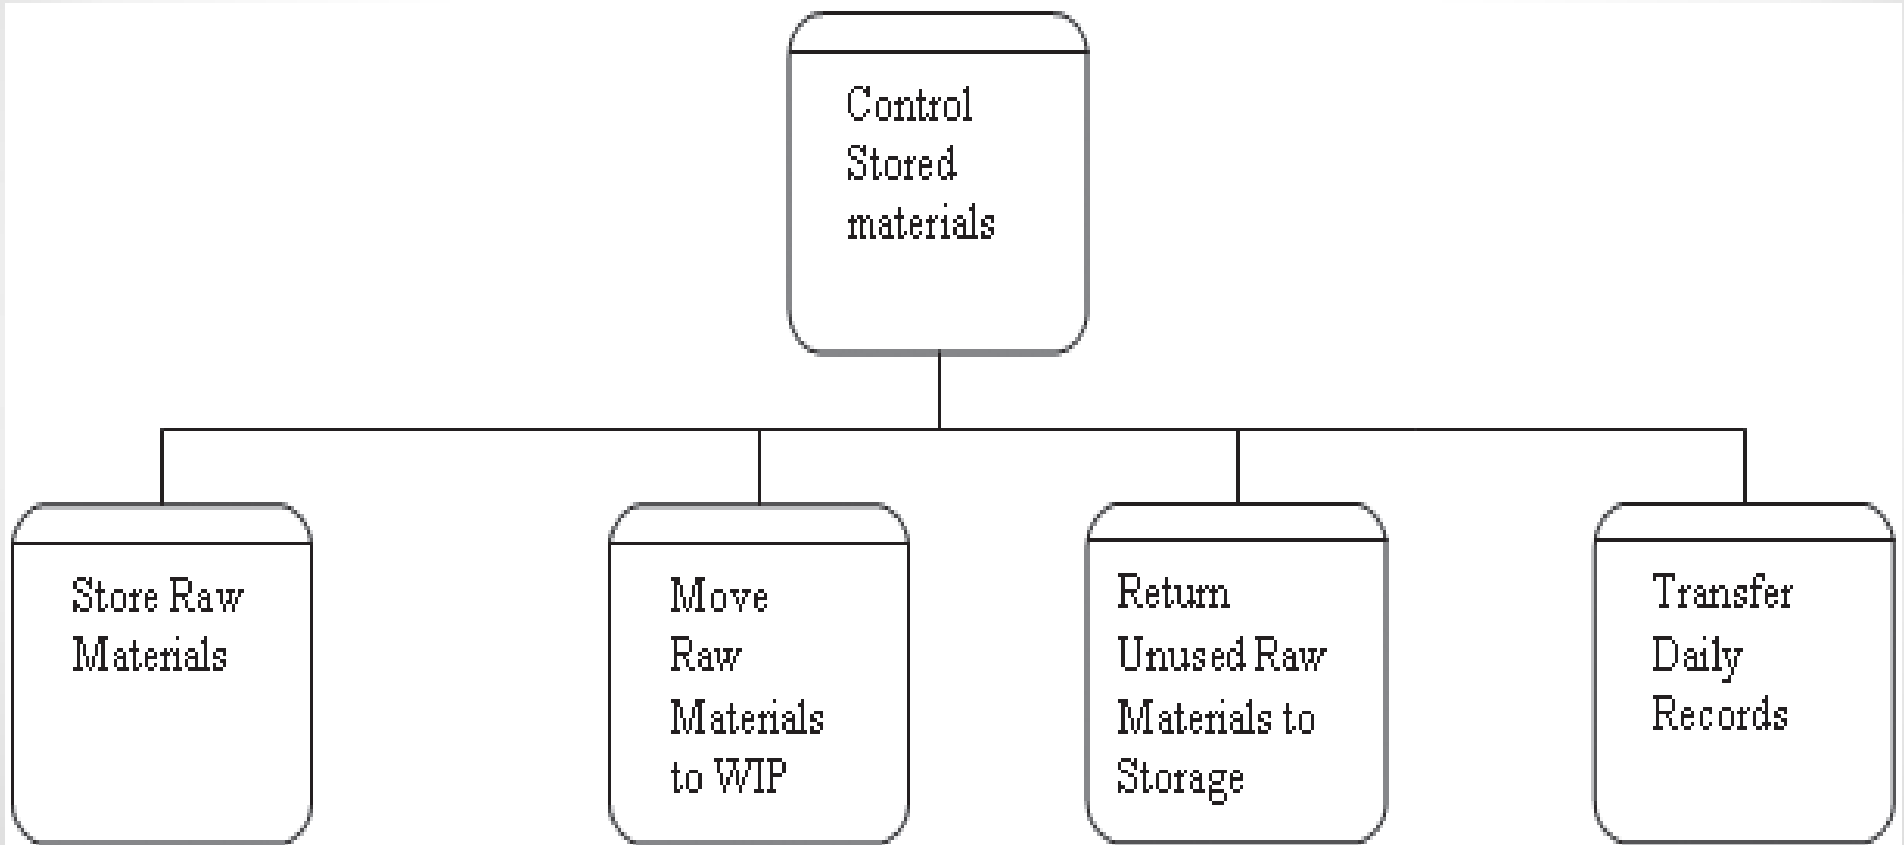 Control
Stored
materials
Store Raw
Materials
Move
Raw
Materials
to WIP
Return
Unused Raw
Materials to
Storage
Transfer
Daily
Records